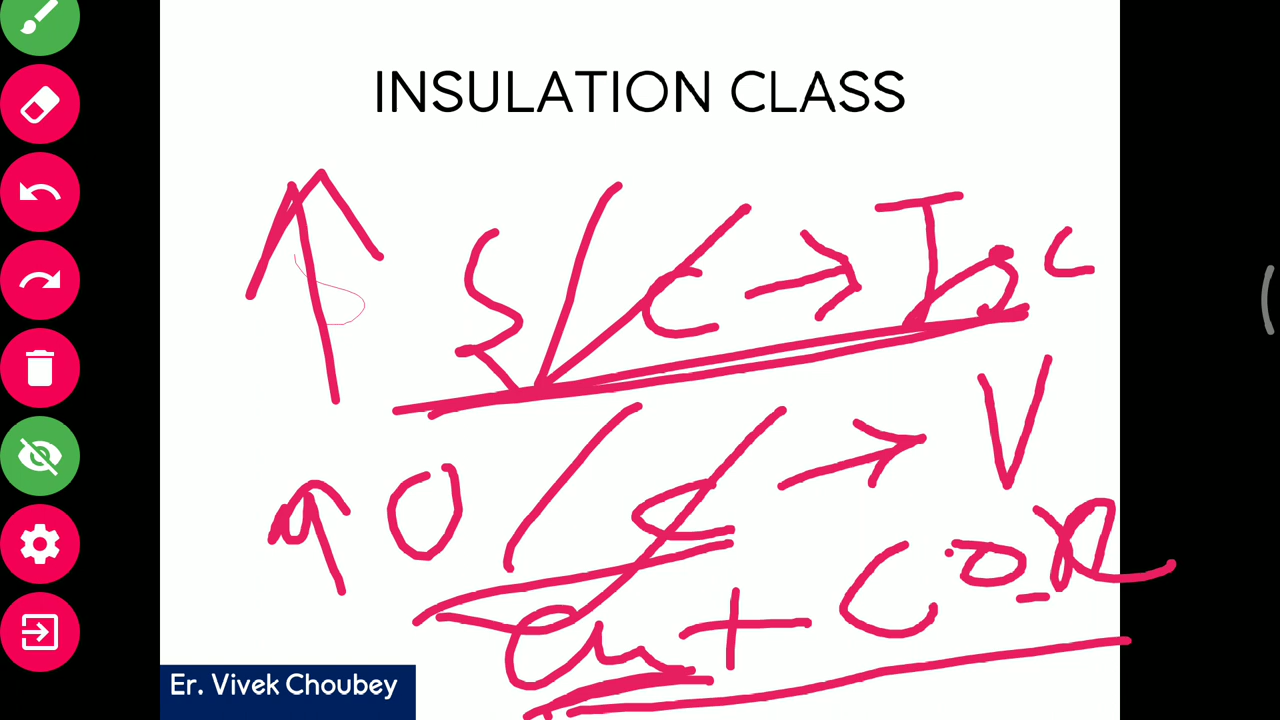 INSULATION CLASS
S/C → Isc
O/C → V
Cu + Core
Er. Vivek Choubey